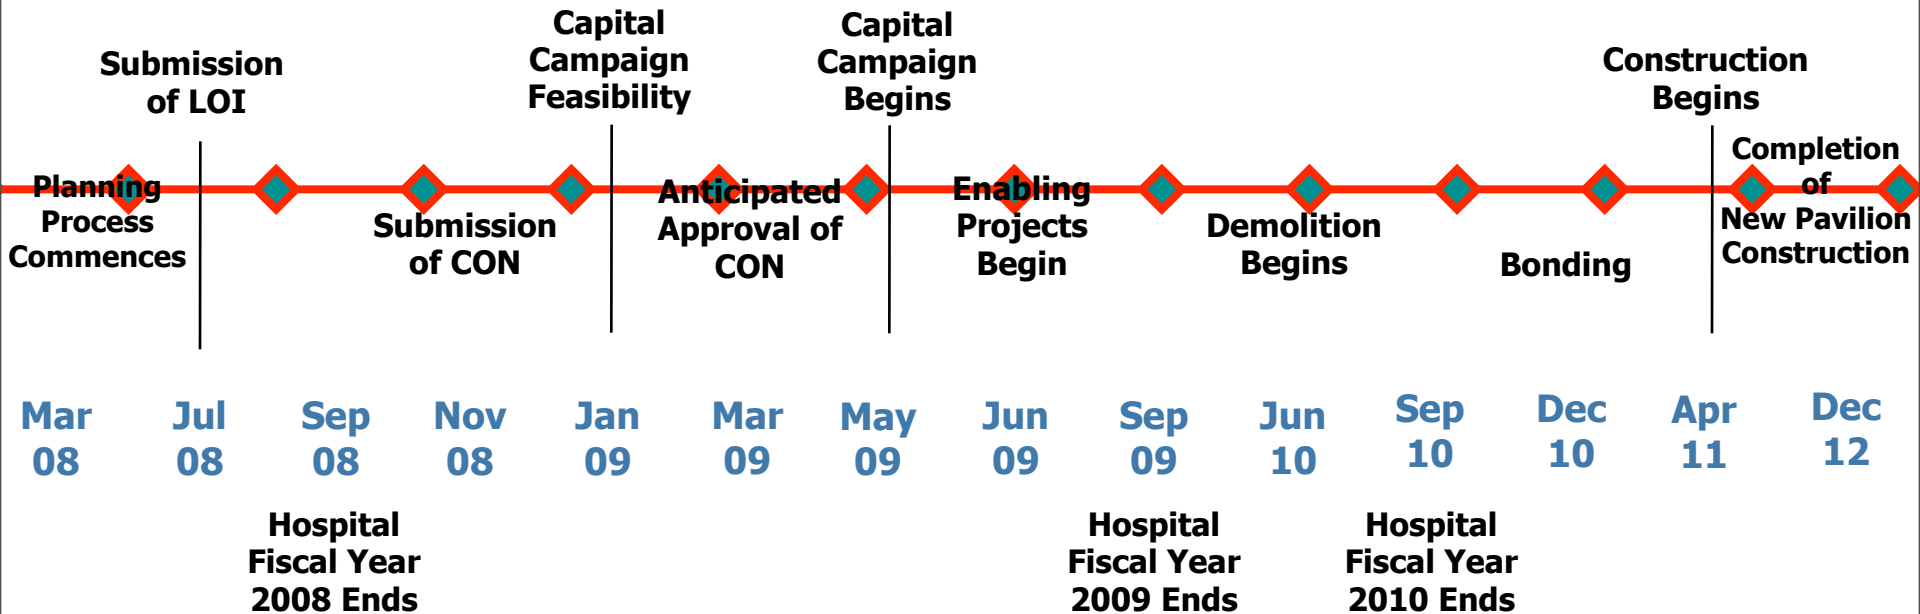 Submission
of LOI
Capital
Campaign
Feasibility
Capital
Campaign
Begins
Construction
Begins
Planning
Process
Commences
Submission
of CON
Anticipated
Approval of
CON
Enabling
Projects
Begin
Demolition
Begins
Bonding
Completion
of
New Pavilion
Construction
Mar
08
Jul
08
Sep
08
Nov
08
Jan
09
Mar
09
May
09
Jun
09
Sep
09
Jun
10
Sep
10
Dec
10
Apr
11
Dec
12
Hospital
Fiscal Year
2008 Ends
Hospital
Fiscal Year
2009 Ends
Hospital
Fiscal Year
2010 Ends